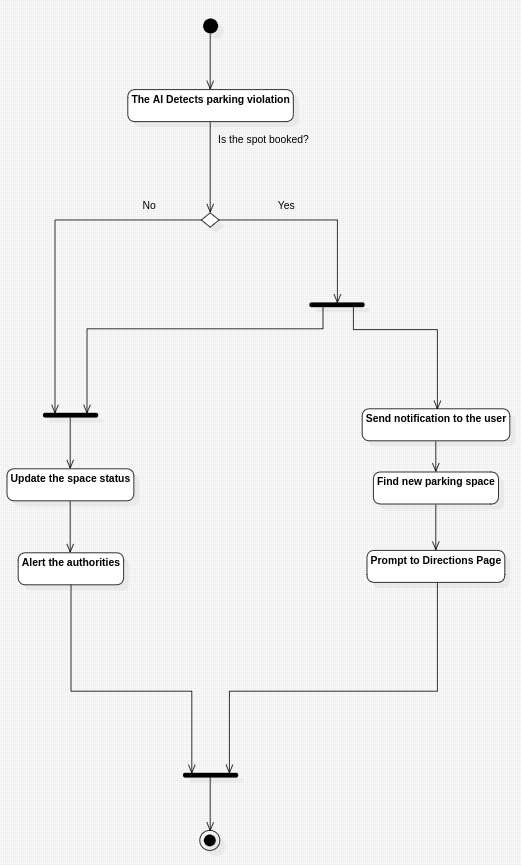 The AI Detects parking violation
Is the spot booked?
No
Yes
Send notification to the user
Update the space status
Find new parking space
Alert the authorities
Prompt to Directions Page